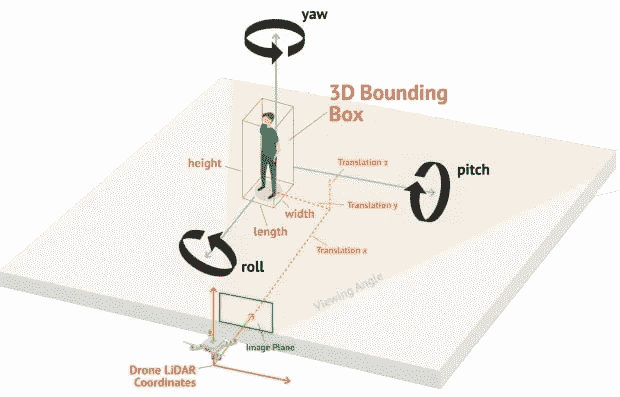 yaw
3D Bounding
Box
height
Translation z
pitch
width
Translation y
length
Translation x
roll
Viewing Angle
Image Plane
Drone LiDAR
Coordinates